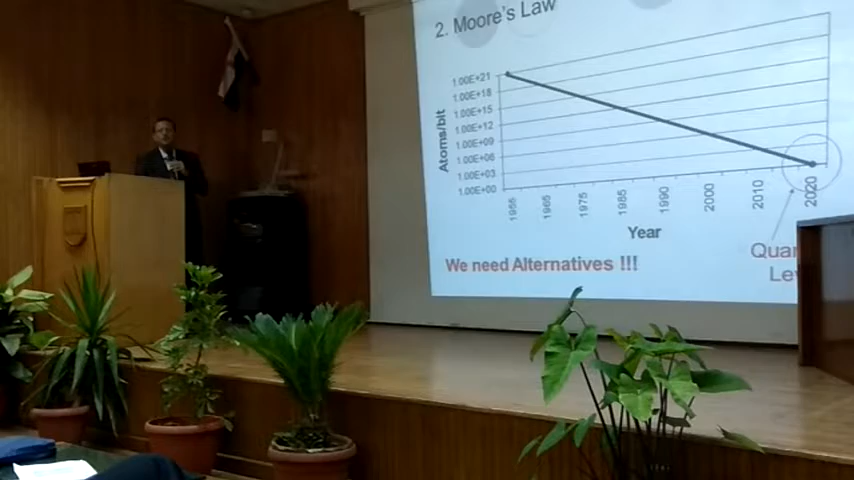 2. Moore's Law
Atoms/bit
1.00E+21
1.00E+18
1.00E+15
1.00E+12
1.00E+09
1.00E+06
1.00E+03
1.00E+00
1955
1965
1975
1985
1990
2000
2010
2020
Year
We need Alternatives !!!